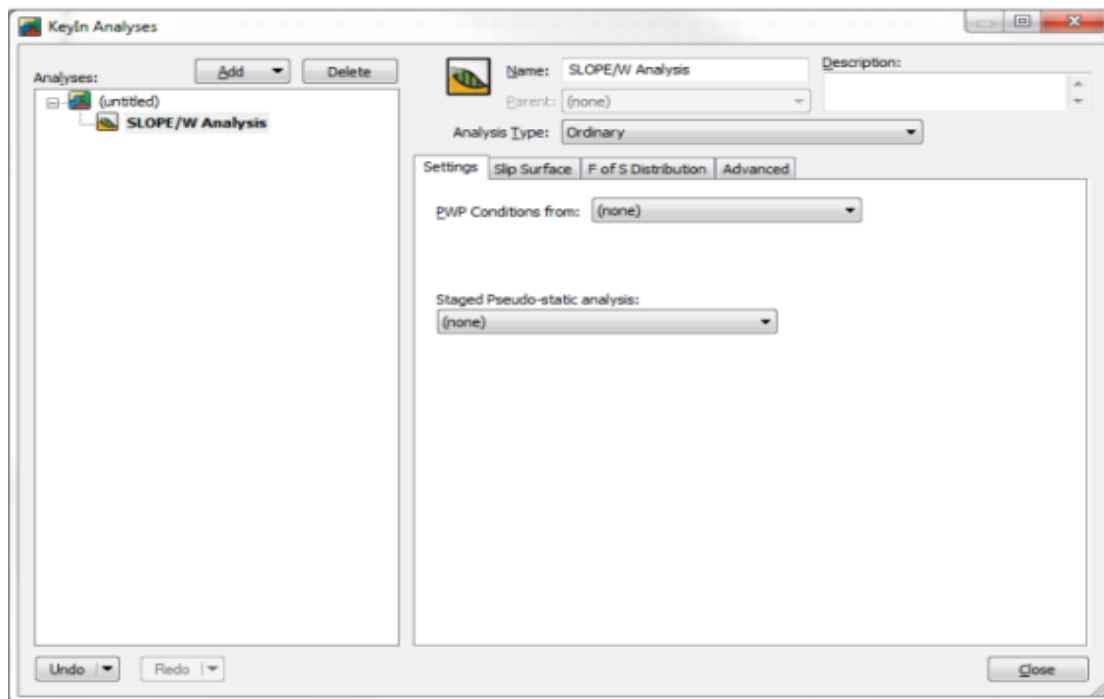 KeyIn Analyses
Analyses:
Add
Delete
(untitled)
SLOPE/W Analysis
Name:
SLOPE/W Analysis
Description:
Parent:
(none)
Analysis Type:
Ordinary
Settings
Slip Surface
F of S Distribution
Advanced
PWP Conditions from:
(none)
Staged Pseudo-static analysis:
(none)
Undo
Redo
Close